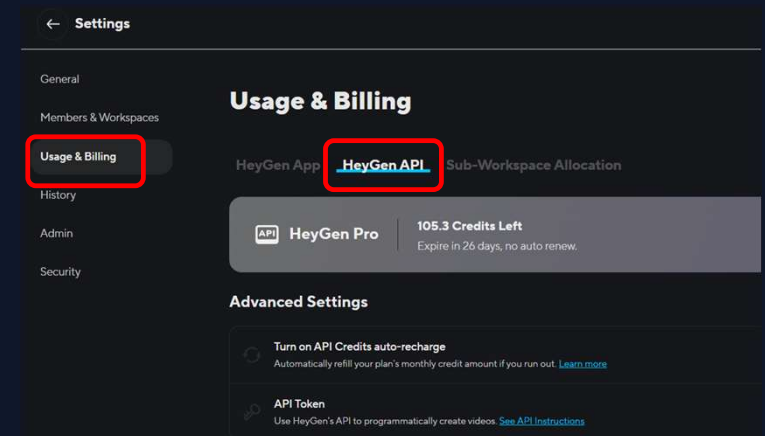 Settings
General
Members & Workspaces
Usage & Billing
History
Admin
Security
Usage & Billing
HeyGen App HeyGen API Sub-Workspace Allocation
API HeyGen Pro
105.3 Credits Left
Expire in 26 days, no auto renew.
Advanced Settings
Turn on API Credits auto-recharge
Automatically refill your plan's monthly credit amount if you run out. Learn more
API Token
Use HeyGen's API to programmatically create videos. See API Instructions